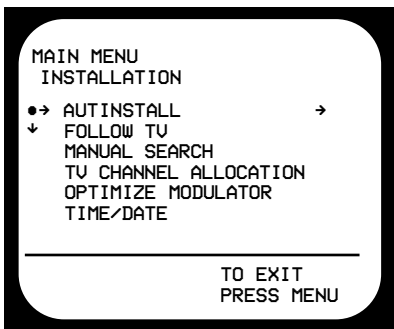 MAIN MENU
INSTALLATION
●→ AUTINSTALL →
↓ FOLLOW TV
MANUAL SEARCH
TV CHANNEL ALLOCATION
OPTIMIZE MODULATOR
TIME/DATE
TO EXIT
PRESS MENU